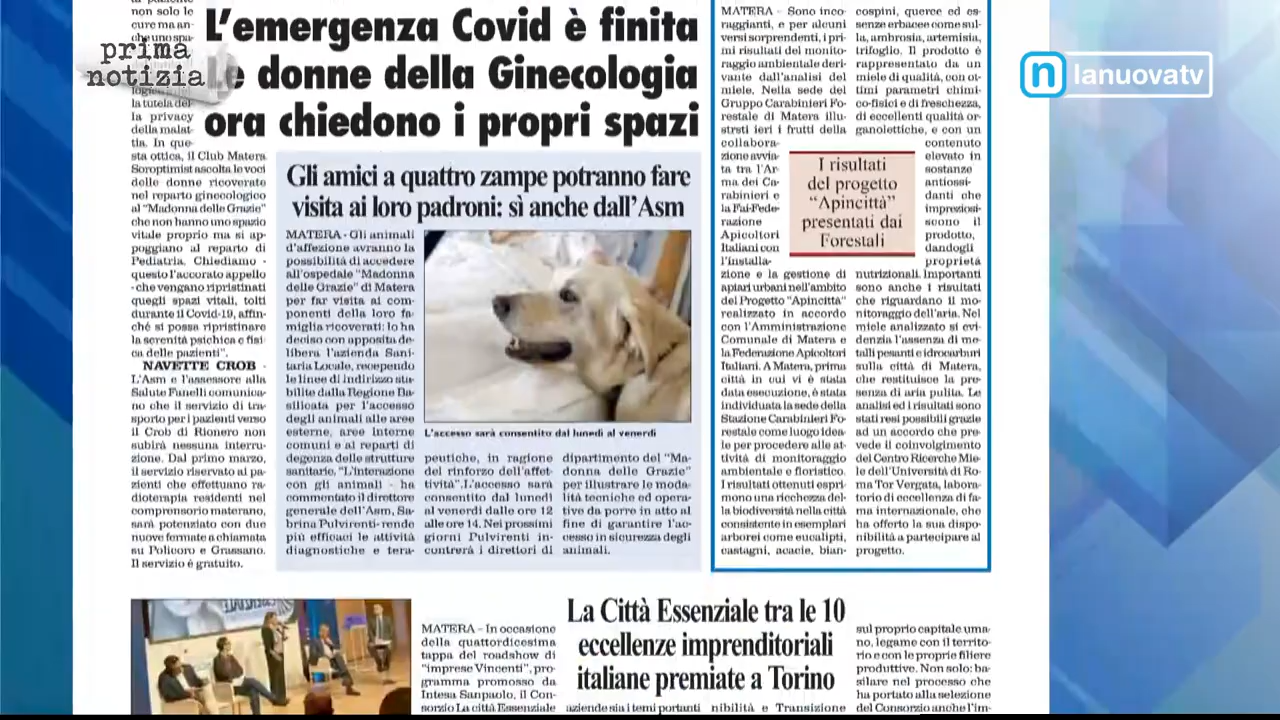 non solo le
cure ma an-
che uno spa-
prima
notizia
lanuovatv
L'emergenza Covid è finita
le donne della Ginecologia
ora chiedono i propri spazi
la tutela del-
la privacy
della malat-
tia. In que-
sta ottica, il Club Matera
Soroptimist ascolta le voci
delle donne ricoverate
nel reparto ginecologico
al "Madonna delle Grazie"
che non hanno uno spazio
vitale proprio ma si ap-
poggiano al reparto di
Pediatria. Chiediamo -
questo l'accorato appello
- che vengano ripristinati
quegli spazi vitali, tolti
durante il Covid-19, affin-
ché si possa ripristinare
la serenità psichica e fisi-
ca delle pazienti".
NAVETTE CROB -
L'Asm e l'assessore alla
Salute Fanelli comunica-
no che il servizio di tra-
sporto per i pazienti verso
il Crob di Rionero non
subirà nessuna interru-
zione. Dal primo marzo,
il servizio riservato ai pa-
zienti che effettuano ra-
dioterapia residenti nel
comprensorio materano,
sarà potenziato con due
nuove fermate a chiamata
su Policoro e Grassano.
Il servizio è gratuito.
Gli amici a quattro zampe potranno fare
visita ai loro padroni: sì anche dall'Asm
MATERA - Gli animali
d'affezione avranno la
possibilità di accedere
all'ospedale "Madonna
delle Grazie" di Matera
per far visita ai com-
ponenti della loro fa-
miglia ricoverati: lo ha
deciso con apposita de-
libera l'azienda Sani-
taria Locale, recependo
le linee di indirizzo sta-
bilite dalla Regione Ba-
silicata per l'accesso
degli animali alle aree
esterne, aree interne
comuni e ai reparti di
degenza delle strutture
sanitarie. "L'interazione
con gli animali - ha
commentato il direttore
generale dell'Asm, Sa-
brina Pulvirenti- rende
più efficaci le attività
diagnostiche e tera-
L'accesso sarà consentito dal lunedì al venerdì
peutiche, in ragione
del rinforzo dell'affet-
tività".L'accesso sarà
consentito dal lunedì
al venerdì dalle ore 12
alle ore 14. Nei prossimi
giorni Pulvirenti in-
contrerà i direttori di
dipartimento del "Ma-
donna delle Grazie"
per illustrare le moda-
lità tecniche ed opera-
tive da porre in atto al
fine di garantire l'ac-
cesso in sicurezza degli
animali.
MATERA - Sono inco-
raggianti, e per alcuni
versi sorprendenti, i pri-
mi risultati del monito-
raggio ambientale deri-
vante dall'analisi del
miele. Nella sede del
Gruppo Carabinieri Fo-
restale di Matera illu-
strati ieri i frutti della
collabora-
zione avvia-
ta tra l'Ar-
ma dei Ca-
rabinieri e
la Fai-Fede-
razione
Apicoltori
Italiani con
l'installa-
zione e la gestione di
apiari urbani nell'ambito
del Progetto "Apincittà"
realizzato in accordo
con l'Amministrazione
Comunale di Matera e
la Federazione Apicoltori
Italiani. A Matera, prima
città in cui vi è stata
data esecuzione, è stata
individuata la sede della
Stazione Carabinieri Fo-
restale come luogo idea-
le per procedere alle at-
tività di monitoraggio
ambientale e floristico.
I risultati ottenuti espri-
mono una ricchezza del-
la biodiversità nella città
consistente in esemplari
arborei come eucalipti,
castagni, acacie, bian-
I risultati
del progetto
"Apincittà"
presentati dai
Forestali
cospini, querce ed es-
senze erbacee come sul-
la, ambrosia, artemisia,
trifoglio. Il prodotto è
rappresentato da un
miele di qualità, con ot-
timi parametri chimi-
co-fisici e di freschezza,
di eccellenti qualità or-
ganolettiche, e con un
contenuto
elevato in
sostanze
antiossi-
danti che
impreziosi-
scono il
prodotto,
dandogli
proprietà
nutrizionali. Importanti
sono anche i risultati
che riguardano il mo-
nitoraggio dell'aria. Nel
miele analizzato si evi-
denzia l'assenza di me-
talli pesanti e idrocarburi
sulla città di Matera,
che restituisce la pre-
senza di aria pulita. Le
analisi ed i risultati sono
stati resi possibili grazie
ad un accordo che pre-
vede il coinvolgimento
del Centro Ricerche Mie-
le dell'Università di Ro-
ma Tor Vergata, labora-
torio di eccellenza di fa-
ma internazionale, che
ha offerto la sua dispo-
nibilità a partecipare al
progetto.
La Città Essenziale tra le 10
eccellenze imprenditoriali
italiane premiate a Torino
MATERA - In occasione
della quattordicesima
tappa del roadshow di
"imprese Vincenti", pro-
gramma promosso da
Intesa Sanpaolo, il Con-
sorzio La città Essenziale
aziende sia i temi portanti
nibilità e Transizione
sul proprio capitale uma-
no, legame con il territo-
rio e con le proprie filiere
produttive. Non solo: ba-
silare nel processo che
ha portato alla selezione
del Consorzio anche l'im-